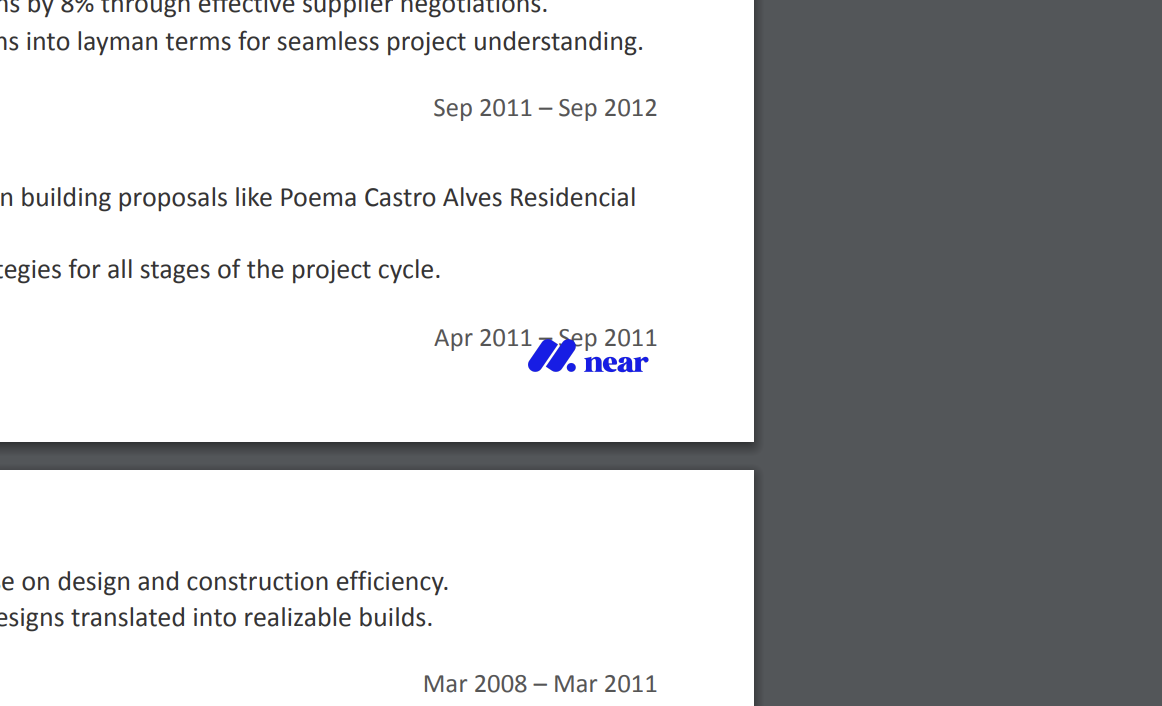 ns by 8% through effective supplier negotiations.
ns into layman terms for seamless project understanding.
Sep 2011 – Sep 2012
n building proposals like Poema Castro Alves Residencial
tegies for all stages of the project cycle.
Apr 2011 – Sep 2011
near
e on design and construction efficiency.
esigns translated into realizable builds.
Mar 2008 – Mar 2011